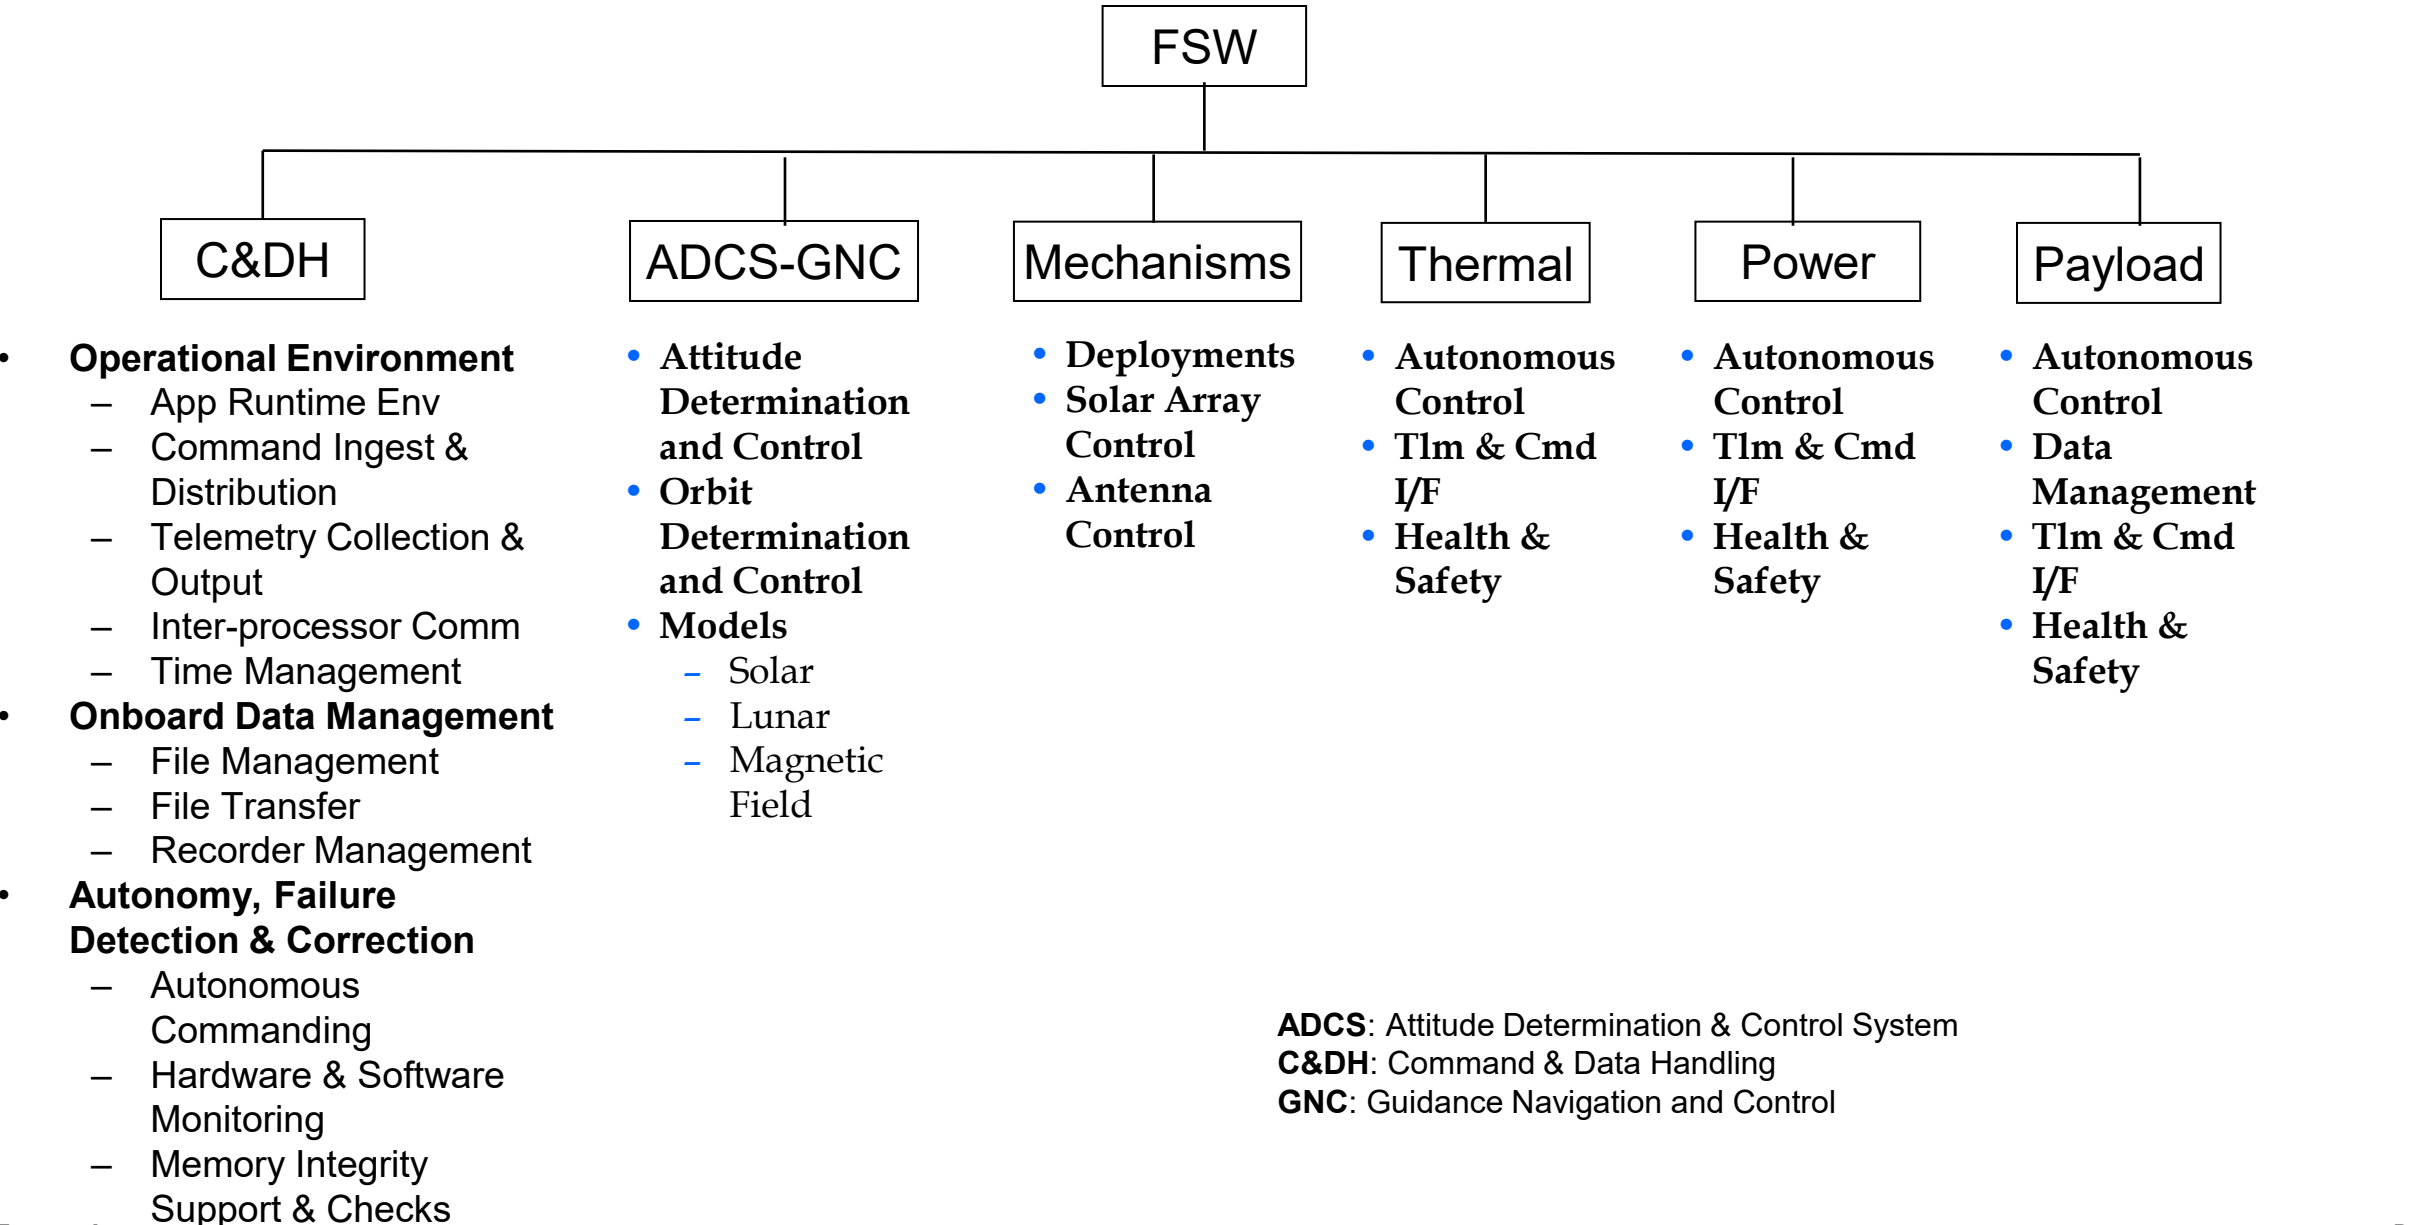 FSW
C&DH
ADCS-GNC
Mechanisms
Thermal
Power
Payload
• Operational Environment
– App Runtime Env
– Command Ingest &
Distribution
– Telemetry Collection &
Output
– Inter-processor Comm
– Time Management
• Onboard Data Management
– File Management
– File Transfer
– Recorder Management
• Autonomy, Failure
Detection & Correction
– Autonomous
Commanding
– Hardware & Software
Monitoring
– Memory Integrity
Support & Checks
• Attitude
Determination
and Control
• Orbit
Determination
and Control
• Models
– Solar
– Lunar
– Magnetic
Field
• Deployments
• Solar Array
Control
• Antenna
Control
• Autonomous
Control
• Tlm & Cmd
I/F
• Health &
Safety
• Autonomous
Control
• Tlm & Cmd
I/F
• Health &
Safety
• Autonomous
Control
• Data
Management
• Tlm & Cmd
I/F
• Health &
Safety
ADCS: Attitude Determination & Control System
C&DH: Command & Data Handling
GNC: Guidance Navigation and Control